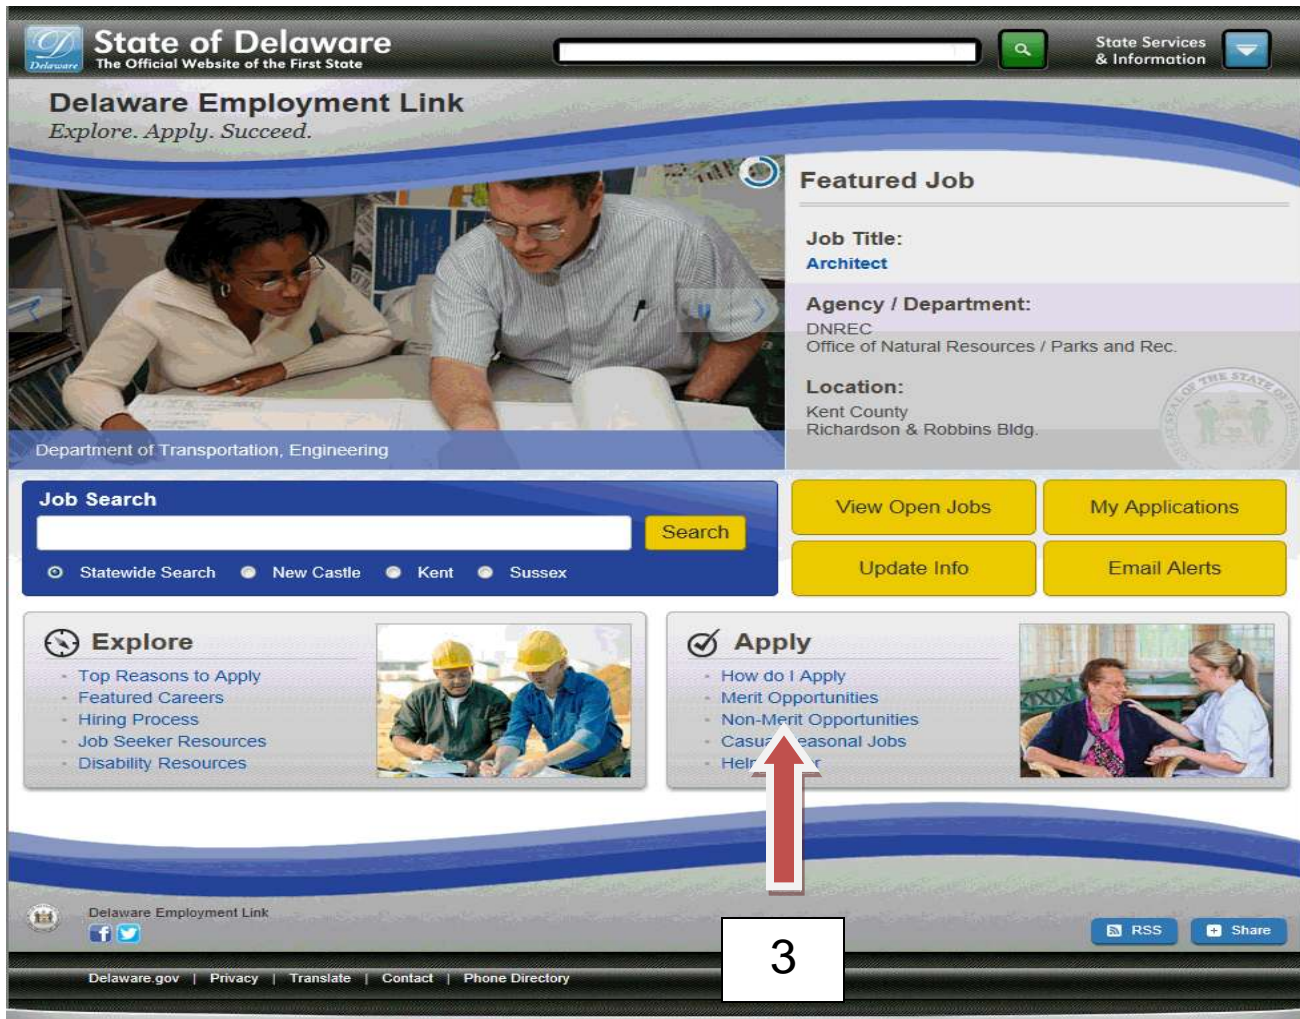 Delaware
State of Delaware
The Official Website of the First State
State Services
& Information
Delaware Employment Link
Explore. Apply. Succeed.
Department of Transportation, Engineering
Featured Job
Job Title:
Architect
Agency / Department:
DNREC
Office of Natural Resources / Parks and Rec.
Location:
Kent County
Richardson & Robbins Bldg.
Job Search
Search
Statewide Search New Castle Kent Sussex
View Open Jobs
My Applications
Update Info
Email Alerts
Explore
Top Reasons to Apply
Featured Careers
Hiring Process
Job Seeker Resources
Disability Resources
Apply
How do I Apply
Merit Opportunities
Non-Merit Opportunities
Jobs
3
Delaware Employment Link
RSS
Share
Delaware.gov | Privacy | Translate | Contact | Phone Directory